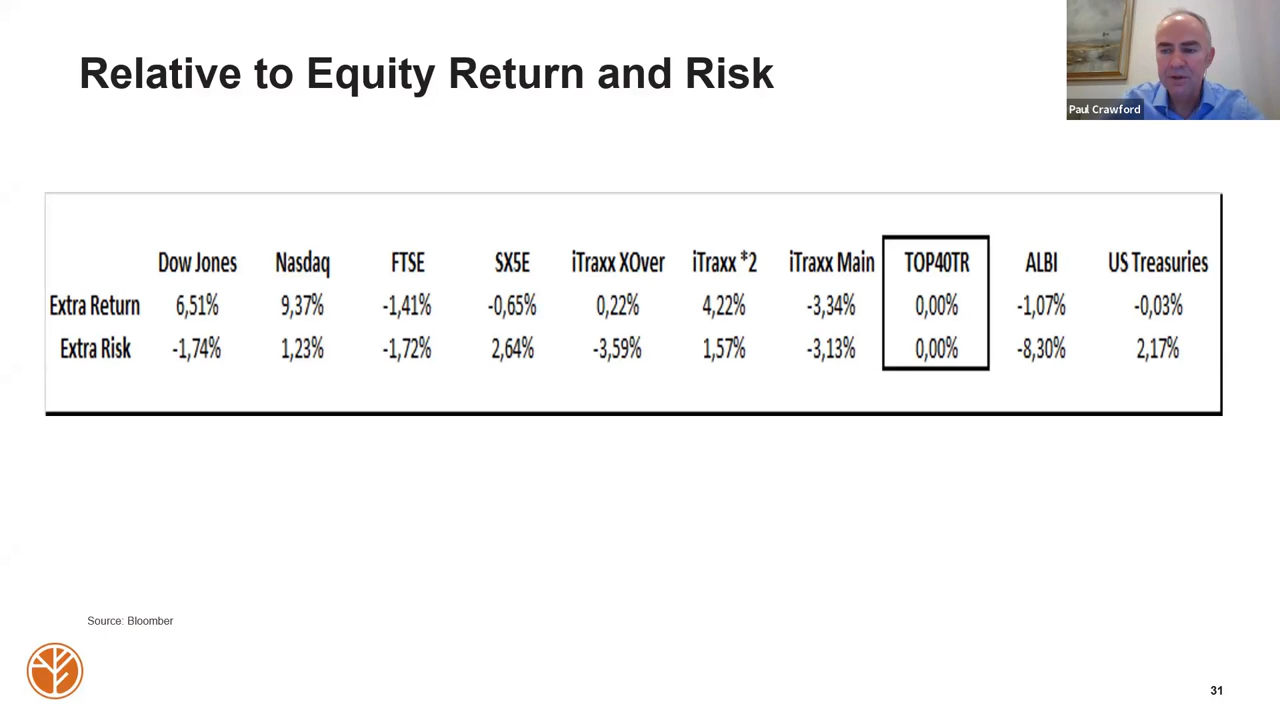 Relative to Equity Return and Risk
Paul Crawford
Dow Jones Nasdaq FTSE SX5E iTraxx XOver iTraxx *2 iTraxx Main TOP40TR ALBI US Treasuries
Extra Return 6,51% 9,37% -1,41% -0,65% 0,22% 4,22% -3,34% 0,00% -1,07% -0,03%
Extra Risk -1,74% 1,23% -1,72% 2,64% -3,59% 1,57% -3,13% 0,00% -8,30% 2,17%
Source: Bloomber
31